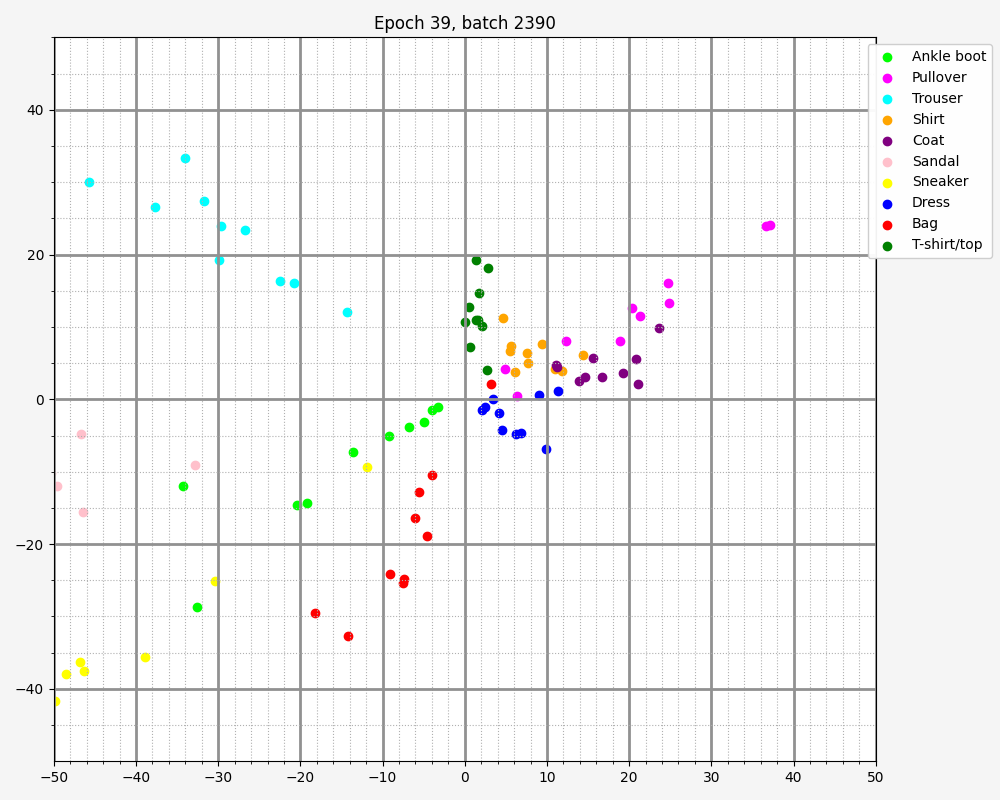 Epoch 39, batch 2390
Ankle boot
Pullover
Trouser
Shirt
Coat
Sandal
Sneaker
Dress
Bag
T-shirt/top
40
20
0
−20
−40
−50
−40
−30
−20
−10
0
10
20
30
40
50